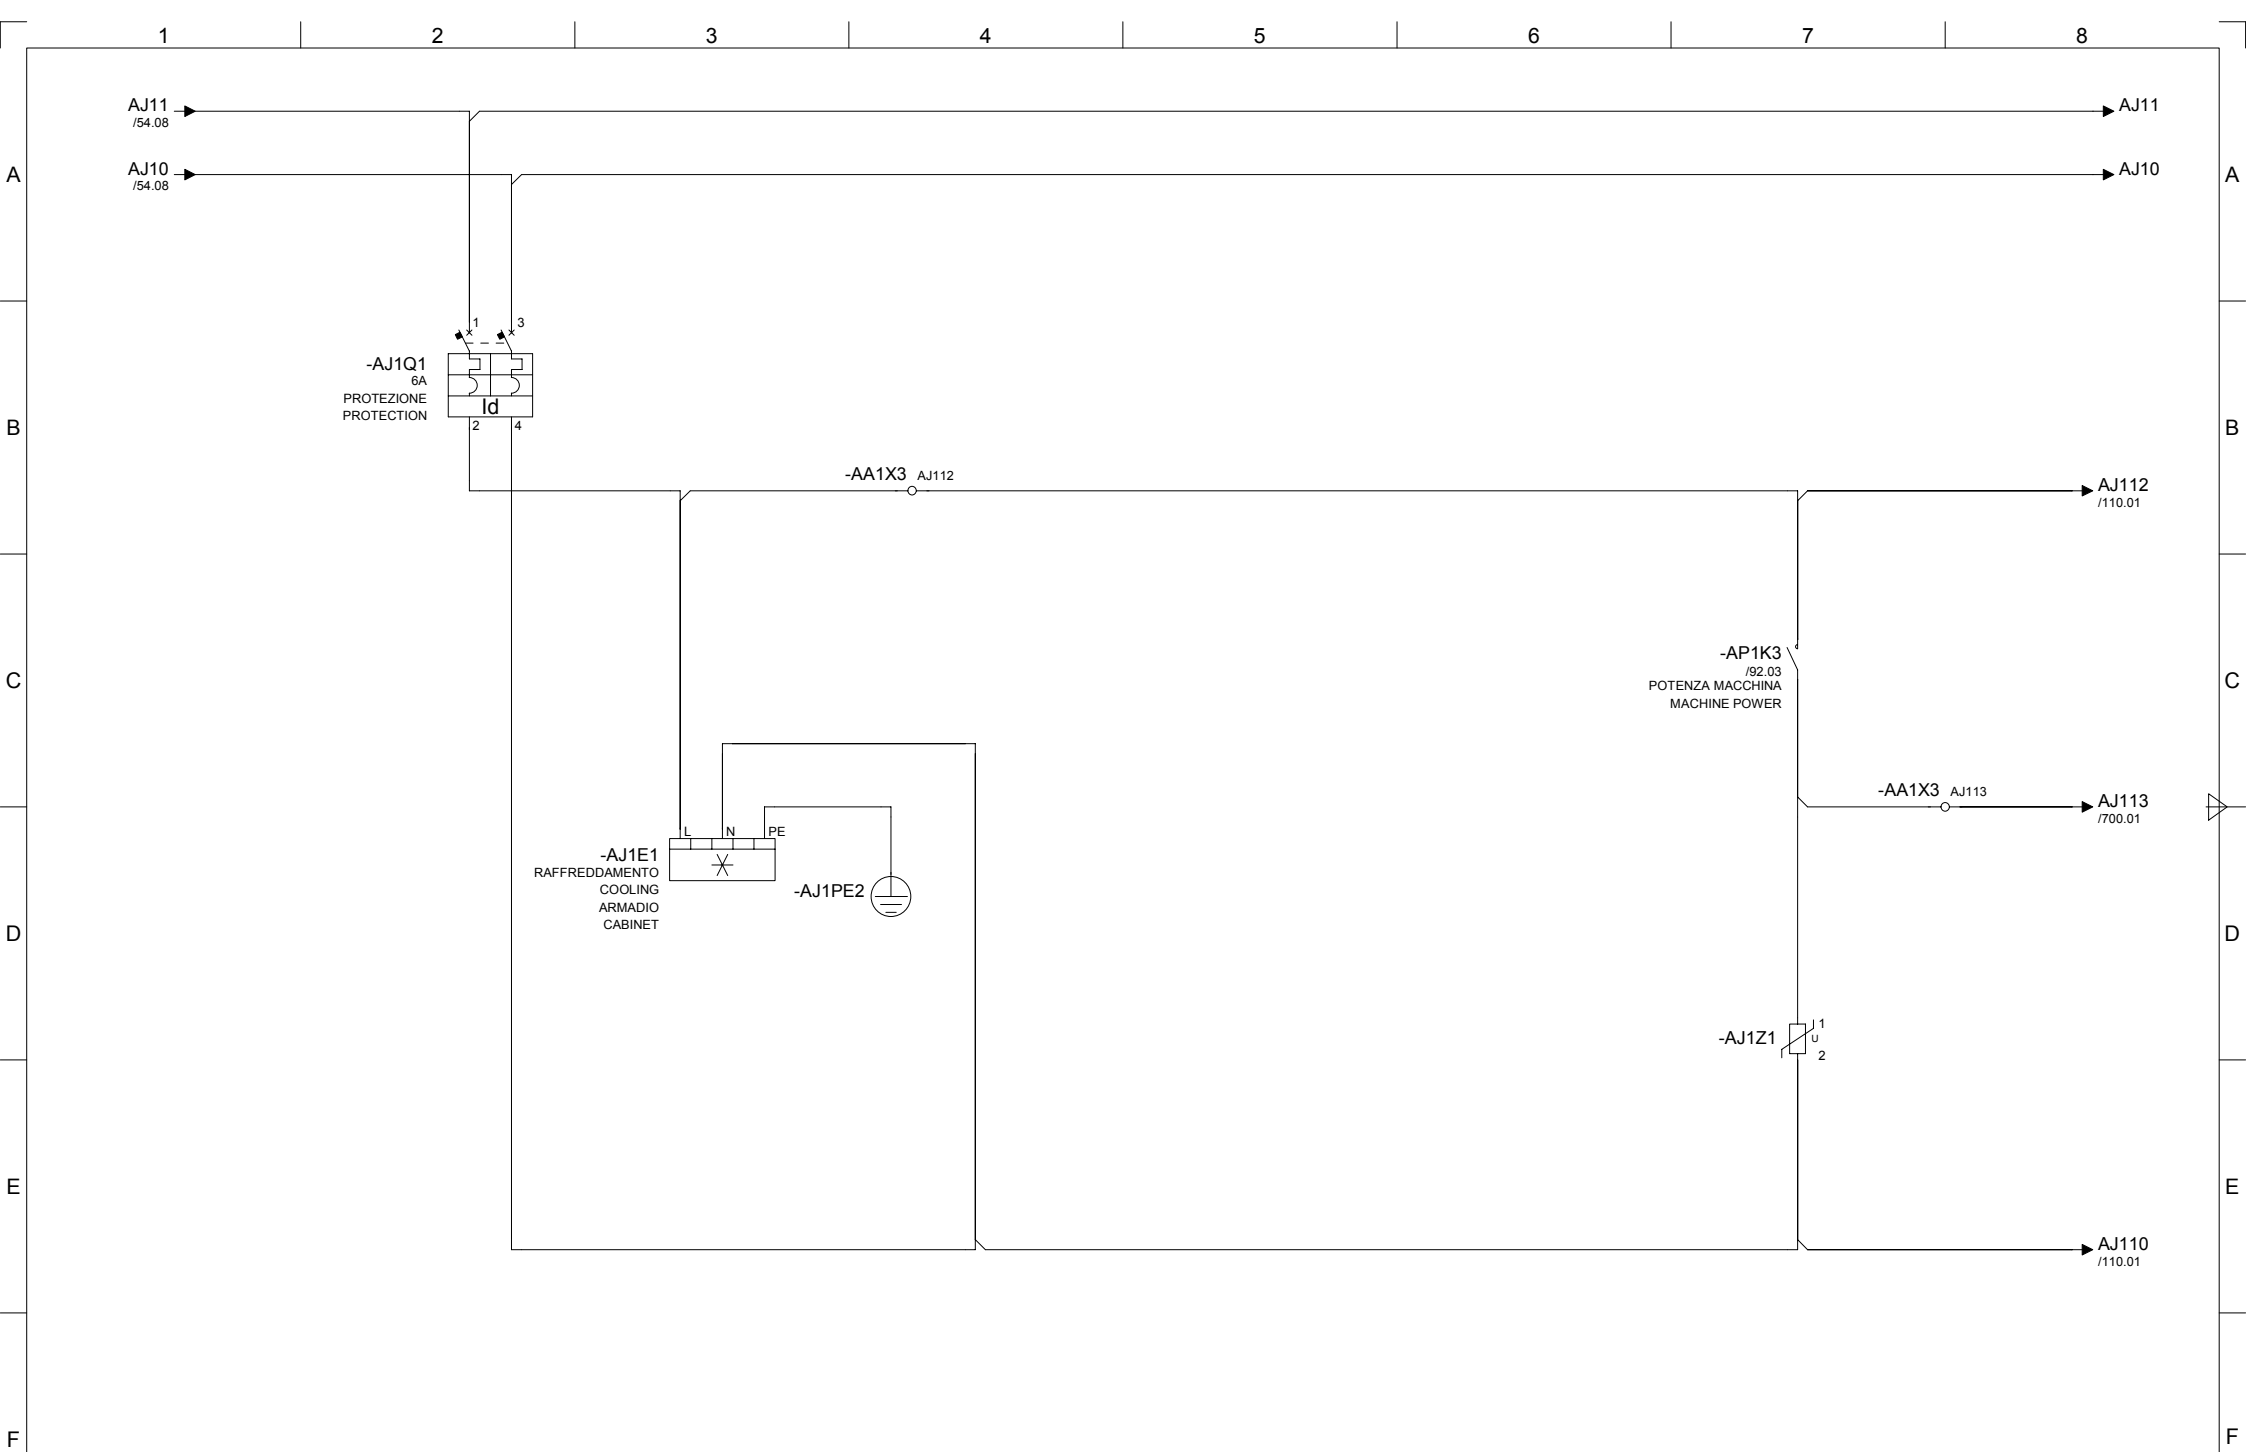 1 2 3 4 5 6 7 8
AJ11 AJ11
/54.08
A AJ10 AJ10 A
/54.08
1 3
-AJ1Q1
6A
PROTEZIONE
PROTECTION
Id
B 2 4 B
-AA1X3 AJ112
AJ112
/110.01
-AP1K3
/92.03
C POTENZA MACCHINA C
MACHINE POWER
-AA1X3 AJ113
AJ113
/700.01
L N PE
-AJ1E1
RAFFREDDAMENTO
COOLING
ARMADIO
CABINET
-AJ1PE2
D D
-AJ1Z1 1
U
2
E E
AJ110
/110.01
F F